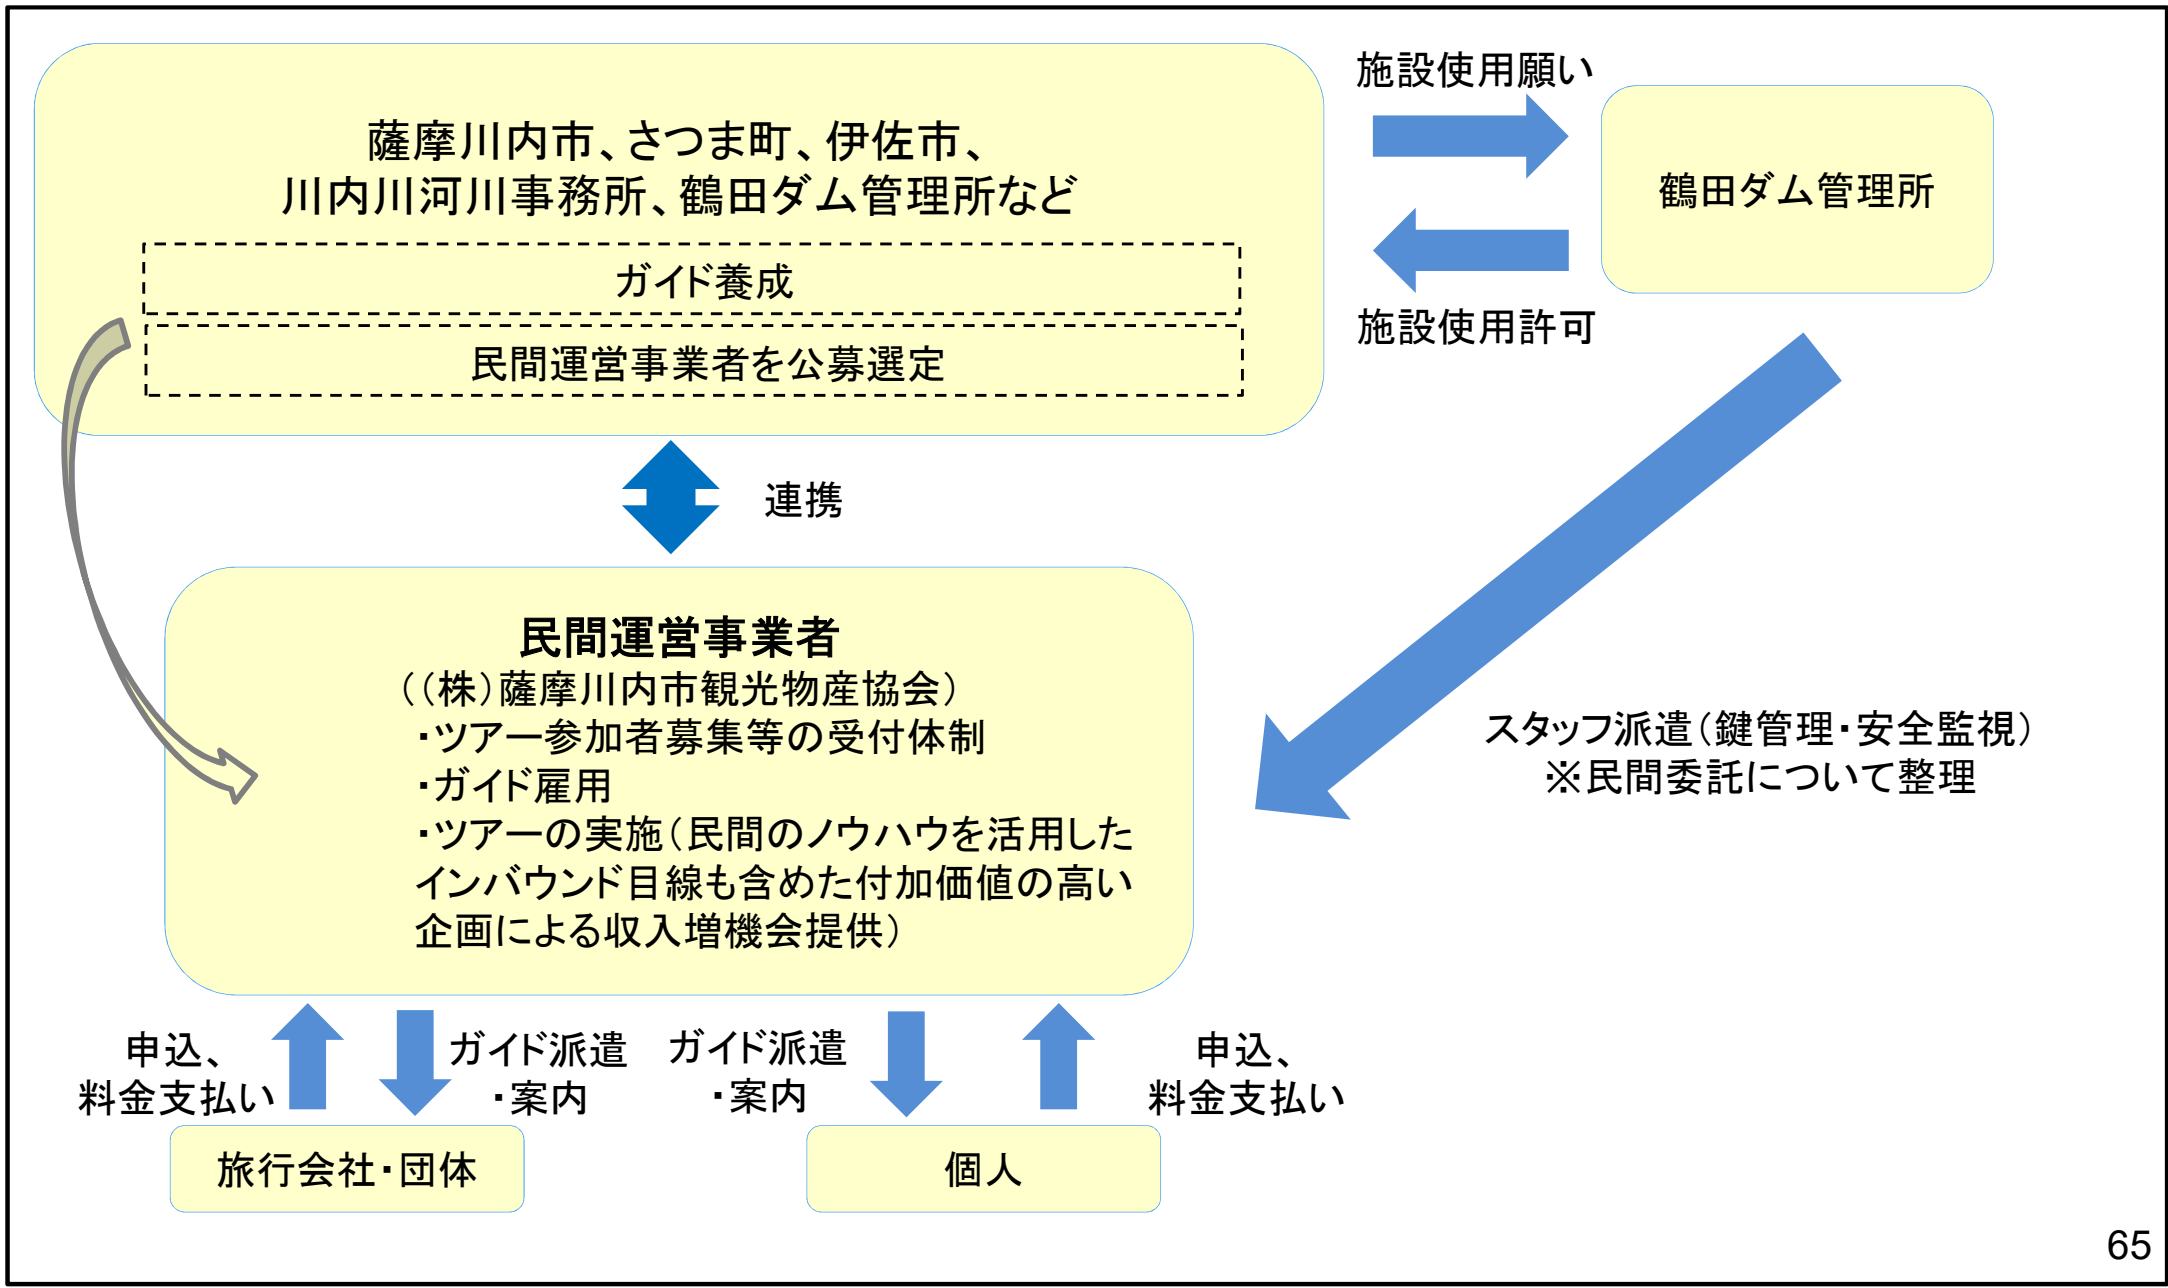 薩摩川内市、さつま町、伊佐市、
川内川河川事務所、鶴田ダム管理所など
ガイド養成
民間運営事業者を公募選定
施設使用願い
施設使用許可
鶴田ダム管理所
連携
民間運営事業者
（（株）薩摩川内市観光物産協会）
・ツアー参加者募集等の受付体制
・ガイド雇用
・ツアーの実施（民間のノウハウを活用した
インバウンド目線も含めた付加価値の高い
企画による収入増機会提供）
スタッフ派遣（鍵管理・安全監視）
※民間委託について整理
申込、
料金支払い
ガイド派遣
・案内
ガイド派遣
・案内
申込、
料金支払い
旅行会社・団体
個人
65